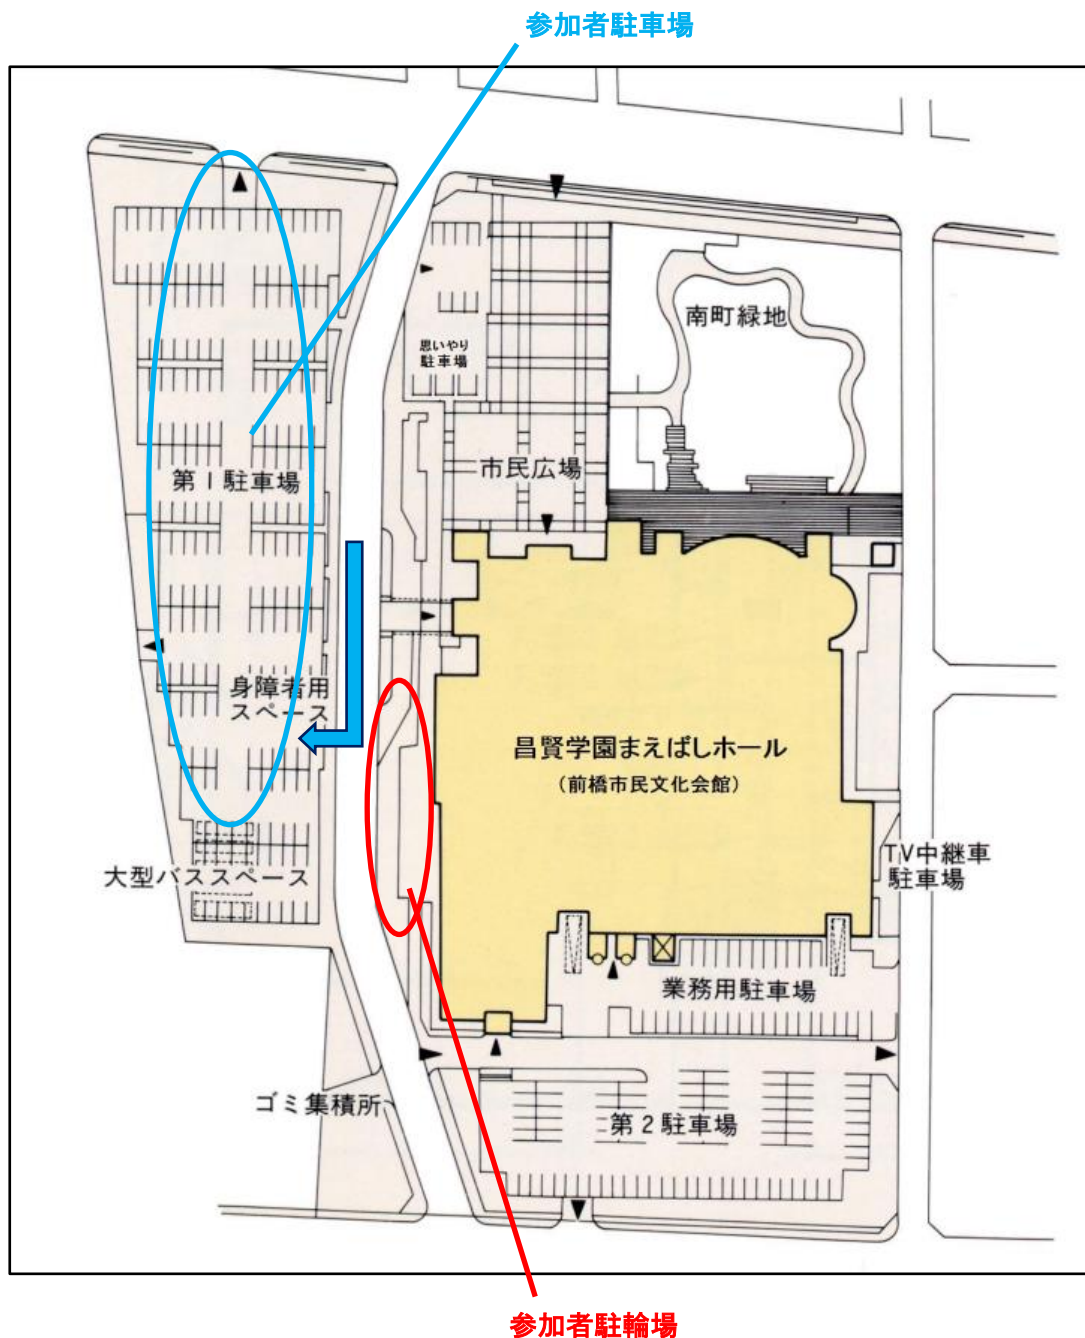 参加者駐車場
南町緑地
思いやり
駐車場
市民広場
第1駐車場
身障者用
スペース
昌賢学園まえばしホール
(前橋市民文化会館)
大型バススペース
TV中継車
駐車場
業務用駐車場
ゴミ集積所
第2駐車場
参加者駐輪場